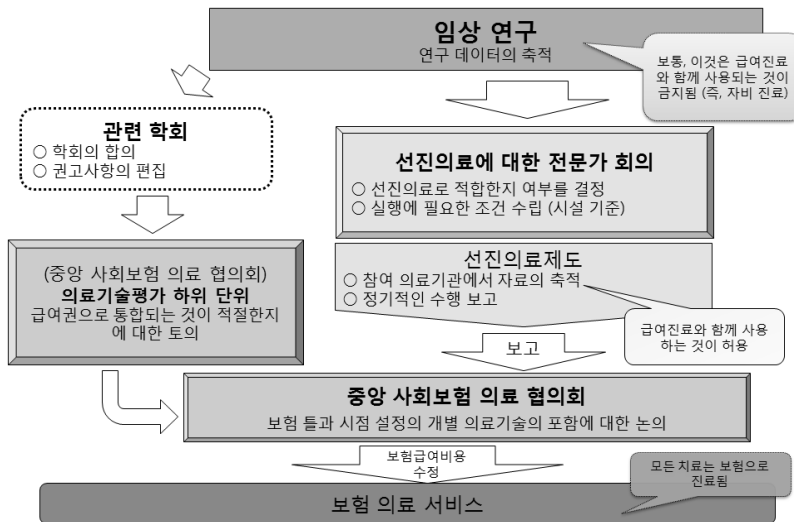 임상 연구
연구 데이터의 축적
보통, 이것은 급여진료
와 함께 사용되는 것이
금지됨 (즉, 자비 진료)
관련 학회
○ 학회의 합의
○ 권고사항의 편집
선진의료에 대한 전문가 회의
○ 선진의료로 적합한지 여부를 결정
○ 실행에 필요한 조건 수립 (시설 기준)
(중앙 사회보험 의료 협의회)
의료기술평가 하위 단위
급여권으로 통합되는 것이 적절한지
에 대한 토의
선진의료제도
○ 참여 의료기관에서 자료의 축적
○ 정기적인 수행 보고
급여진료와 함께 사용
하는 것이 허용
보고
중앙 사회보험 의료 협의회
보험 틀과 시점 설정의 개별 의료기술의 포함에 대한 논의
보험급여비용
수정
모든 치료는 보험으로
진료됨
보험 의료 서비스